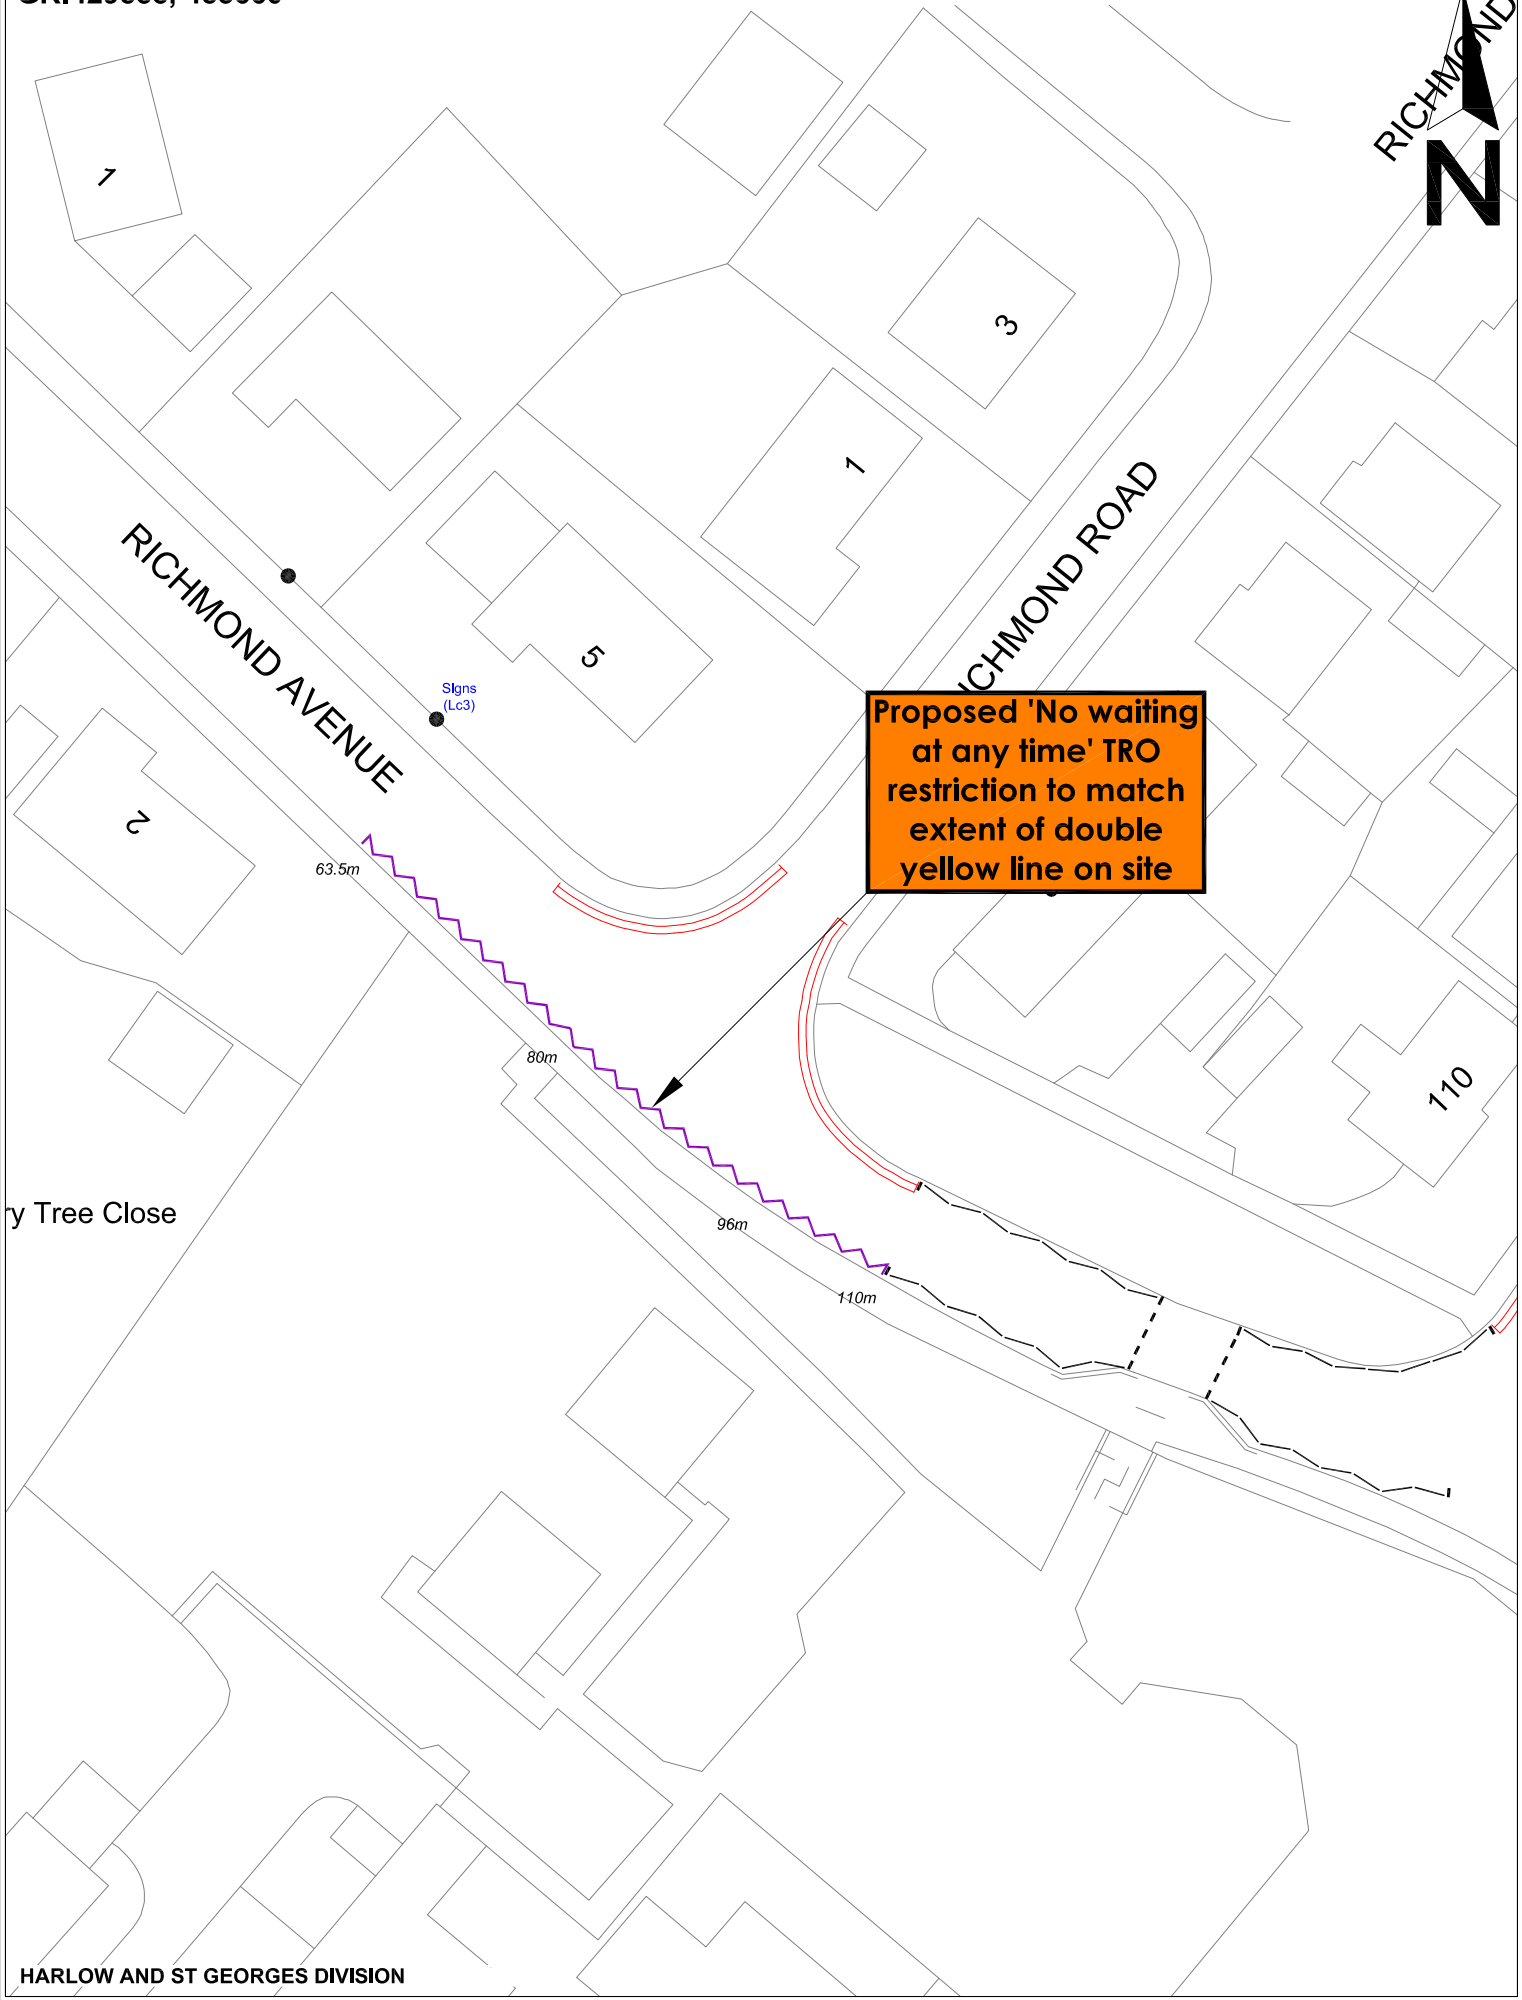 RICHMOND
N
1
3
1
RICHMOND ROAD
RICHMOND AVENUE
5
Signs
(Lc3)
Proposed 'No waiting
at any time' TRO
restriction to match
extent of double
yellow line on site
2
63.5m
80m
110
ry Tree Close
96m
110m
HARLOW AND ST GEORGES DIVISION